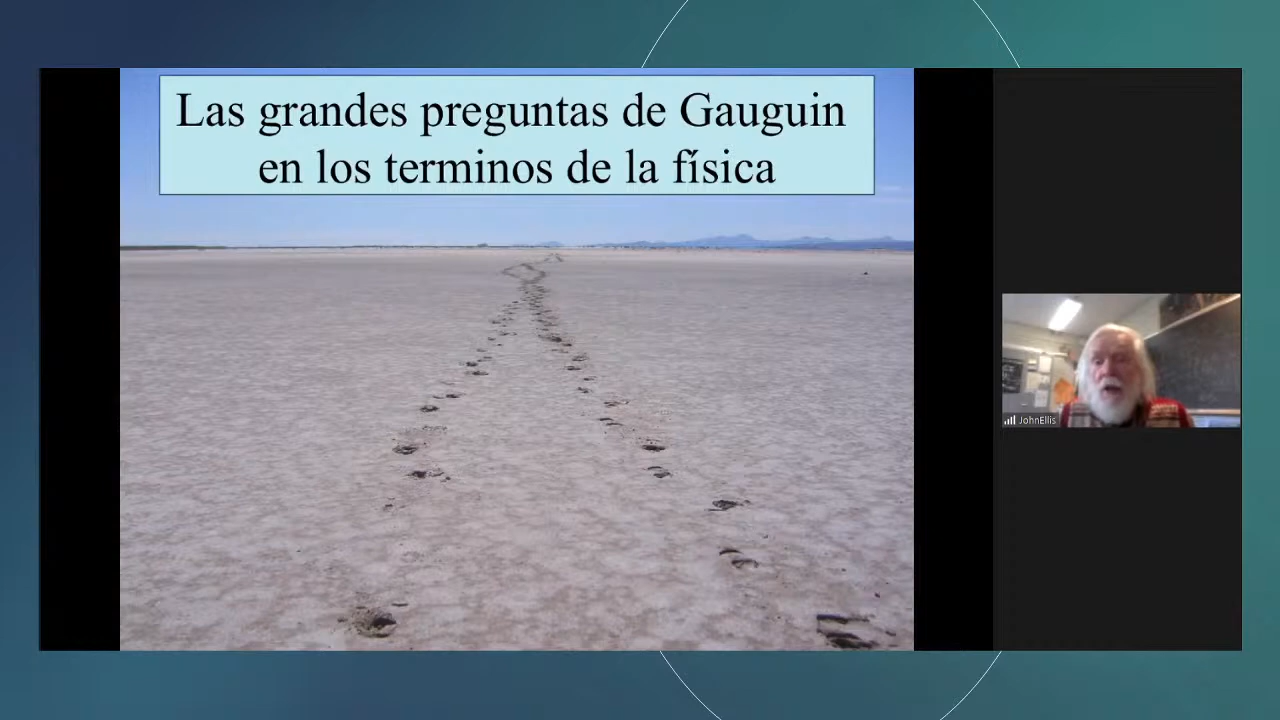 Las grandes preguntas de Gauguin
en los terminos de la física
JohnEllis